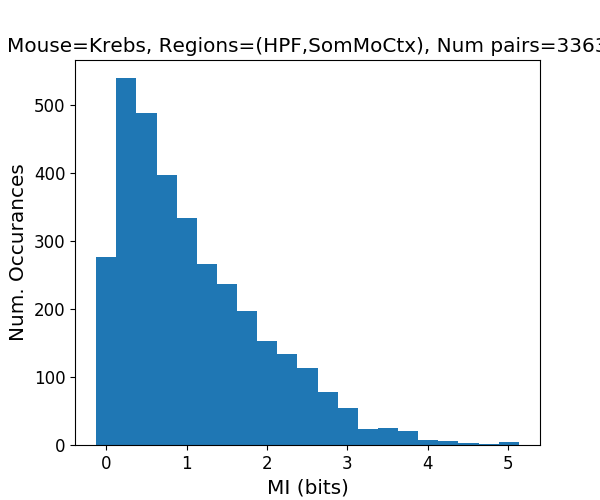 Mouse=Krebs, Regions=(HPF,SomMoCtx), Num pairs=3363
Num. Occurances
500
400
300
200
100
0
0 1 2 3 4 5
MI (bits)